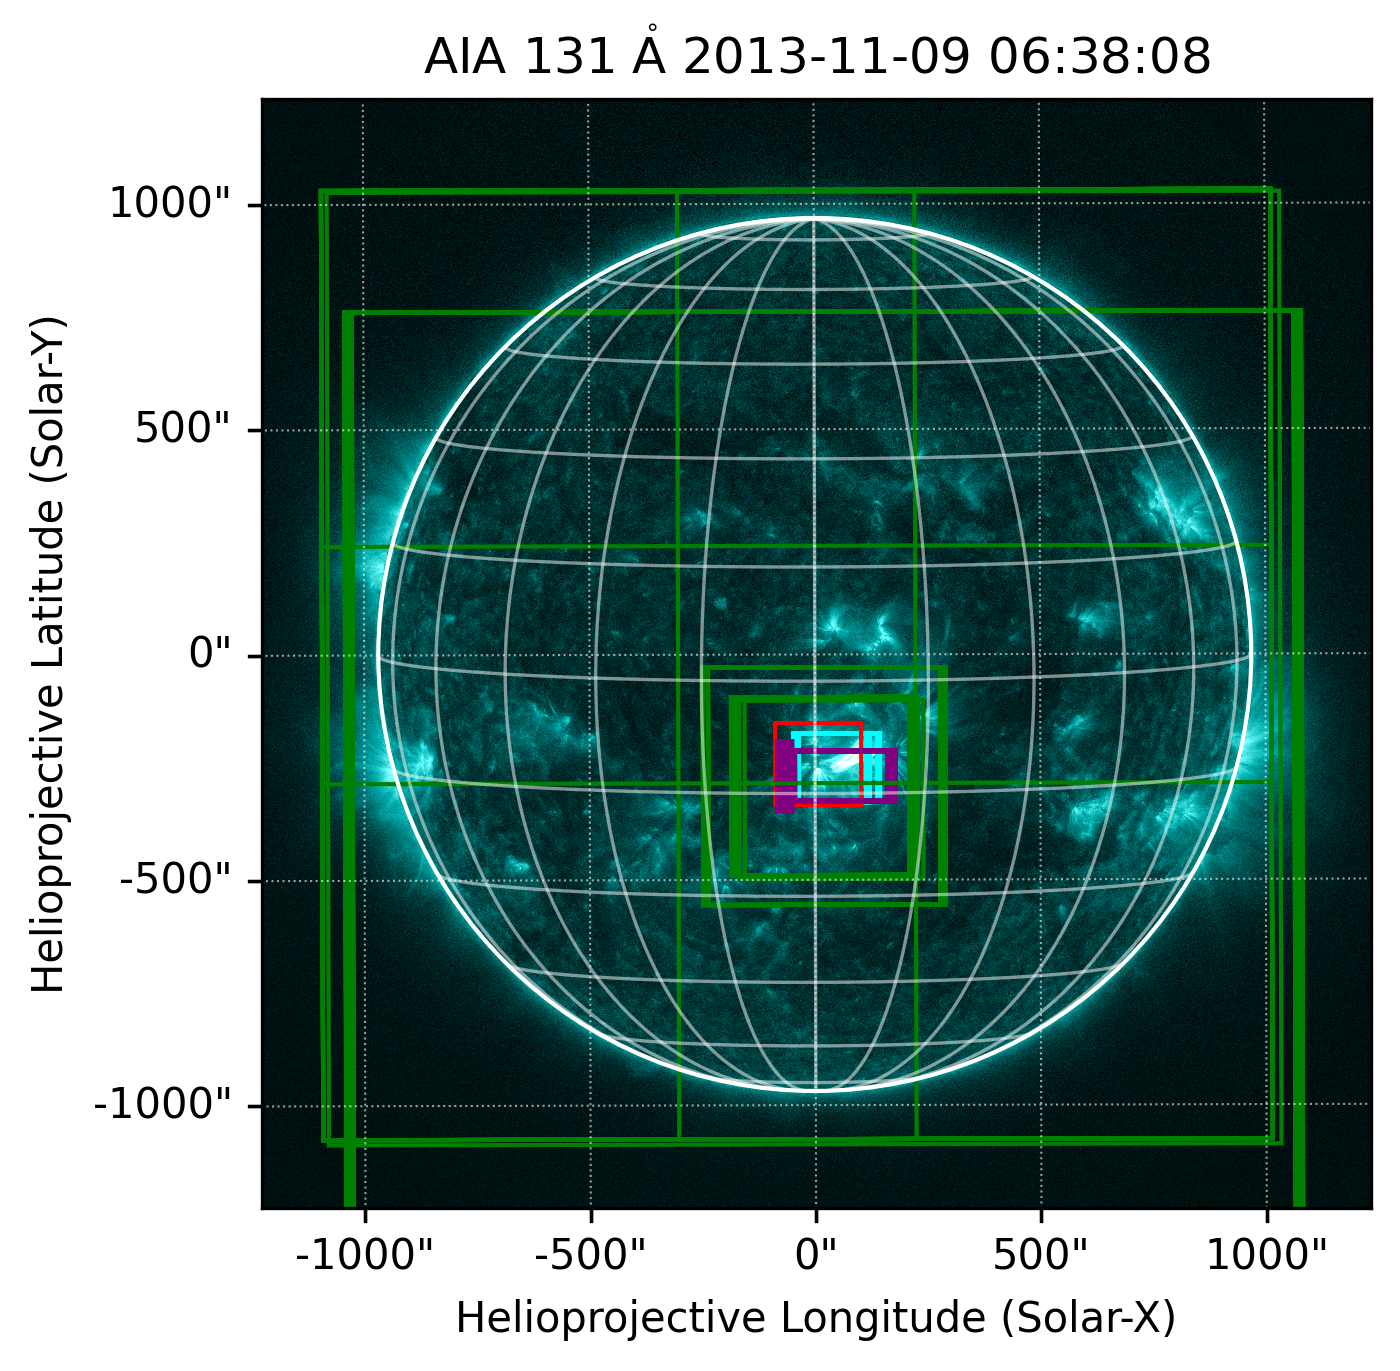 AIA 131 Å 2013-11-09 06:38:08
1000"
500"
0"
-500"
-1000"
Helioprojective Latitude (Solar-Y)
-1000" -500" 0" 500" 1000"
Helioprojective Longitude (Solar-X)